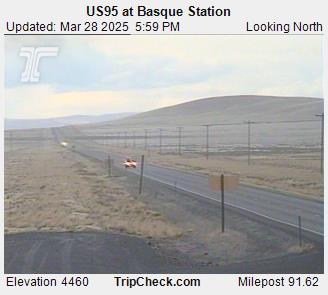 US95 at Basque Station
Updated: Mar 28 2025 5:59 PM Looking North
Elevation 4460 TripCheck.com Milepost 91.62